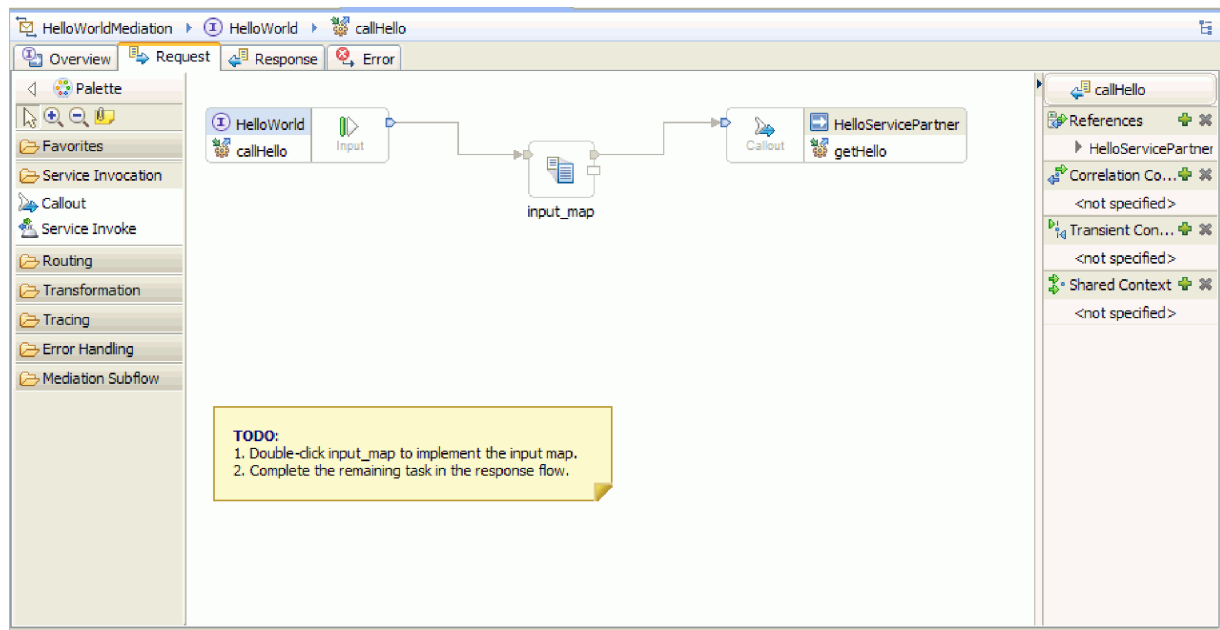 HelloWorldMediation HelloWorld callHello
Overview Request Response Error
Palette
Favorites
Service Invocation
Callout
Service Invoke
Routing
Transformation
Tracing
Error Handling
Mediation Subflow
HelloWorld
callHello
Input
input_map
Callout
HelloServicePartner
getHello
TODO:
1. Double-click input_map to implement the input map.
2. Complete the remaining task in the response flow.
callHello
References
HelloServicePartner
Correlation Co...
<not specified>
Transient Con...
<not specified>
Shared Context
<not specified>